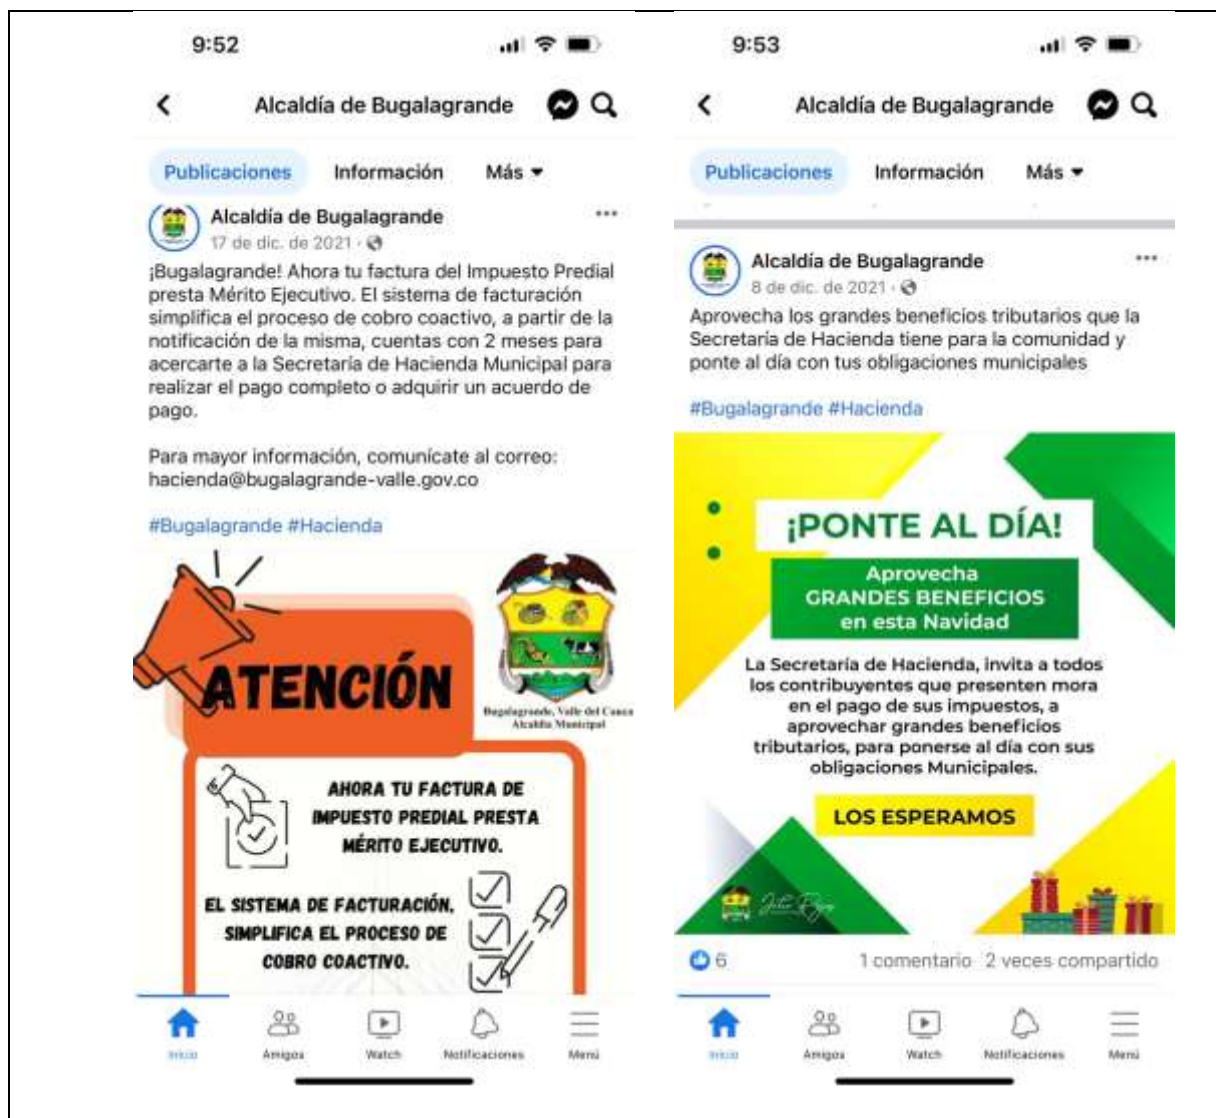 9:52
Alcaldía de Bugalagrande
Publicaciones Información Más
Alcaldía de Bugalagrande
17 de dic. de 2021
¡Bugalagrande! Ahora tu factura del Impuesto Predial
presta Mérito Ejecutivo. El sistema de facturación
simplifica el proceso de cobro coactivo, a partir de la
notificación de la misma, cuentas con 2 meses para
acercarte a la Secretaría de Hacienda Municipal para
realizar el pago completo o adquirir un acuerdo de
pago.
Para mayor información, comunícate al correo:
hacienda@bugalagrande-valle.gov.co
#Bugalagrande #Hacienda
ATENCIÓN
Bugalagrande, Valle del Cauca
Alcaldía Municipal
AHORA TU FACTURA DE
IMPUESTO PREDIAL PRESTA
MÉRITO EJECUTIVO.
EL SISTEMA DE FACTURACIÓN,
SIMPLIFICA EL PROCESO DE
COBRO COACTIVO.
Inicio Amigos Watch Notificaciones Menú
9:53
Alcaldía de Bugalagrande
Publicaciones Información Más
Alcaldía de Bugalagrande
8 de dic. de 2021
Aprovecha los grandes beneficios tributarios que la
Secretaría de Hacienda tiene para la comunidad y
ponte al día con tus obligaciones municipales
#Bugalagrande #Hacienda
¡PONTE AL DÍA!
Aprovecha
GRANDES BENEFICIOS
en esta Navidad
La Secretaría de Hacienda, invita a todos
los contribuyentes que presenten mora
en el pago de sus impuestos, a
aprovechar grandes beneficios
tributarios, para ponerse al día con sus
obligaciones Municipales.
LOS ESPERAMOS
6 1 comentario 2 veces compartido
Inicio Amigos Watch Notificaciones Menú